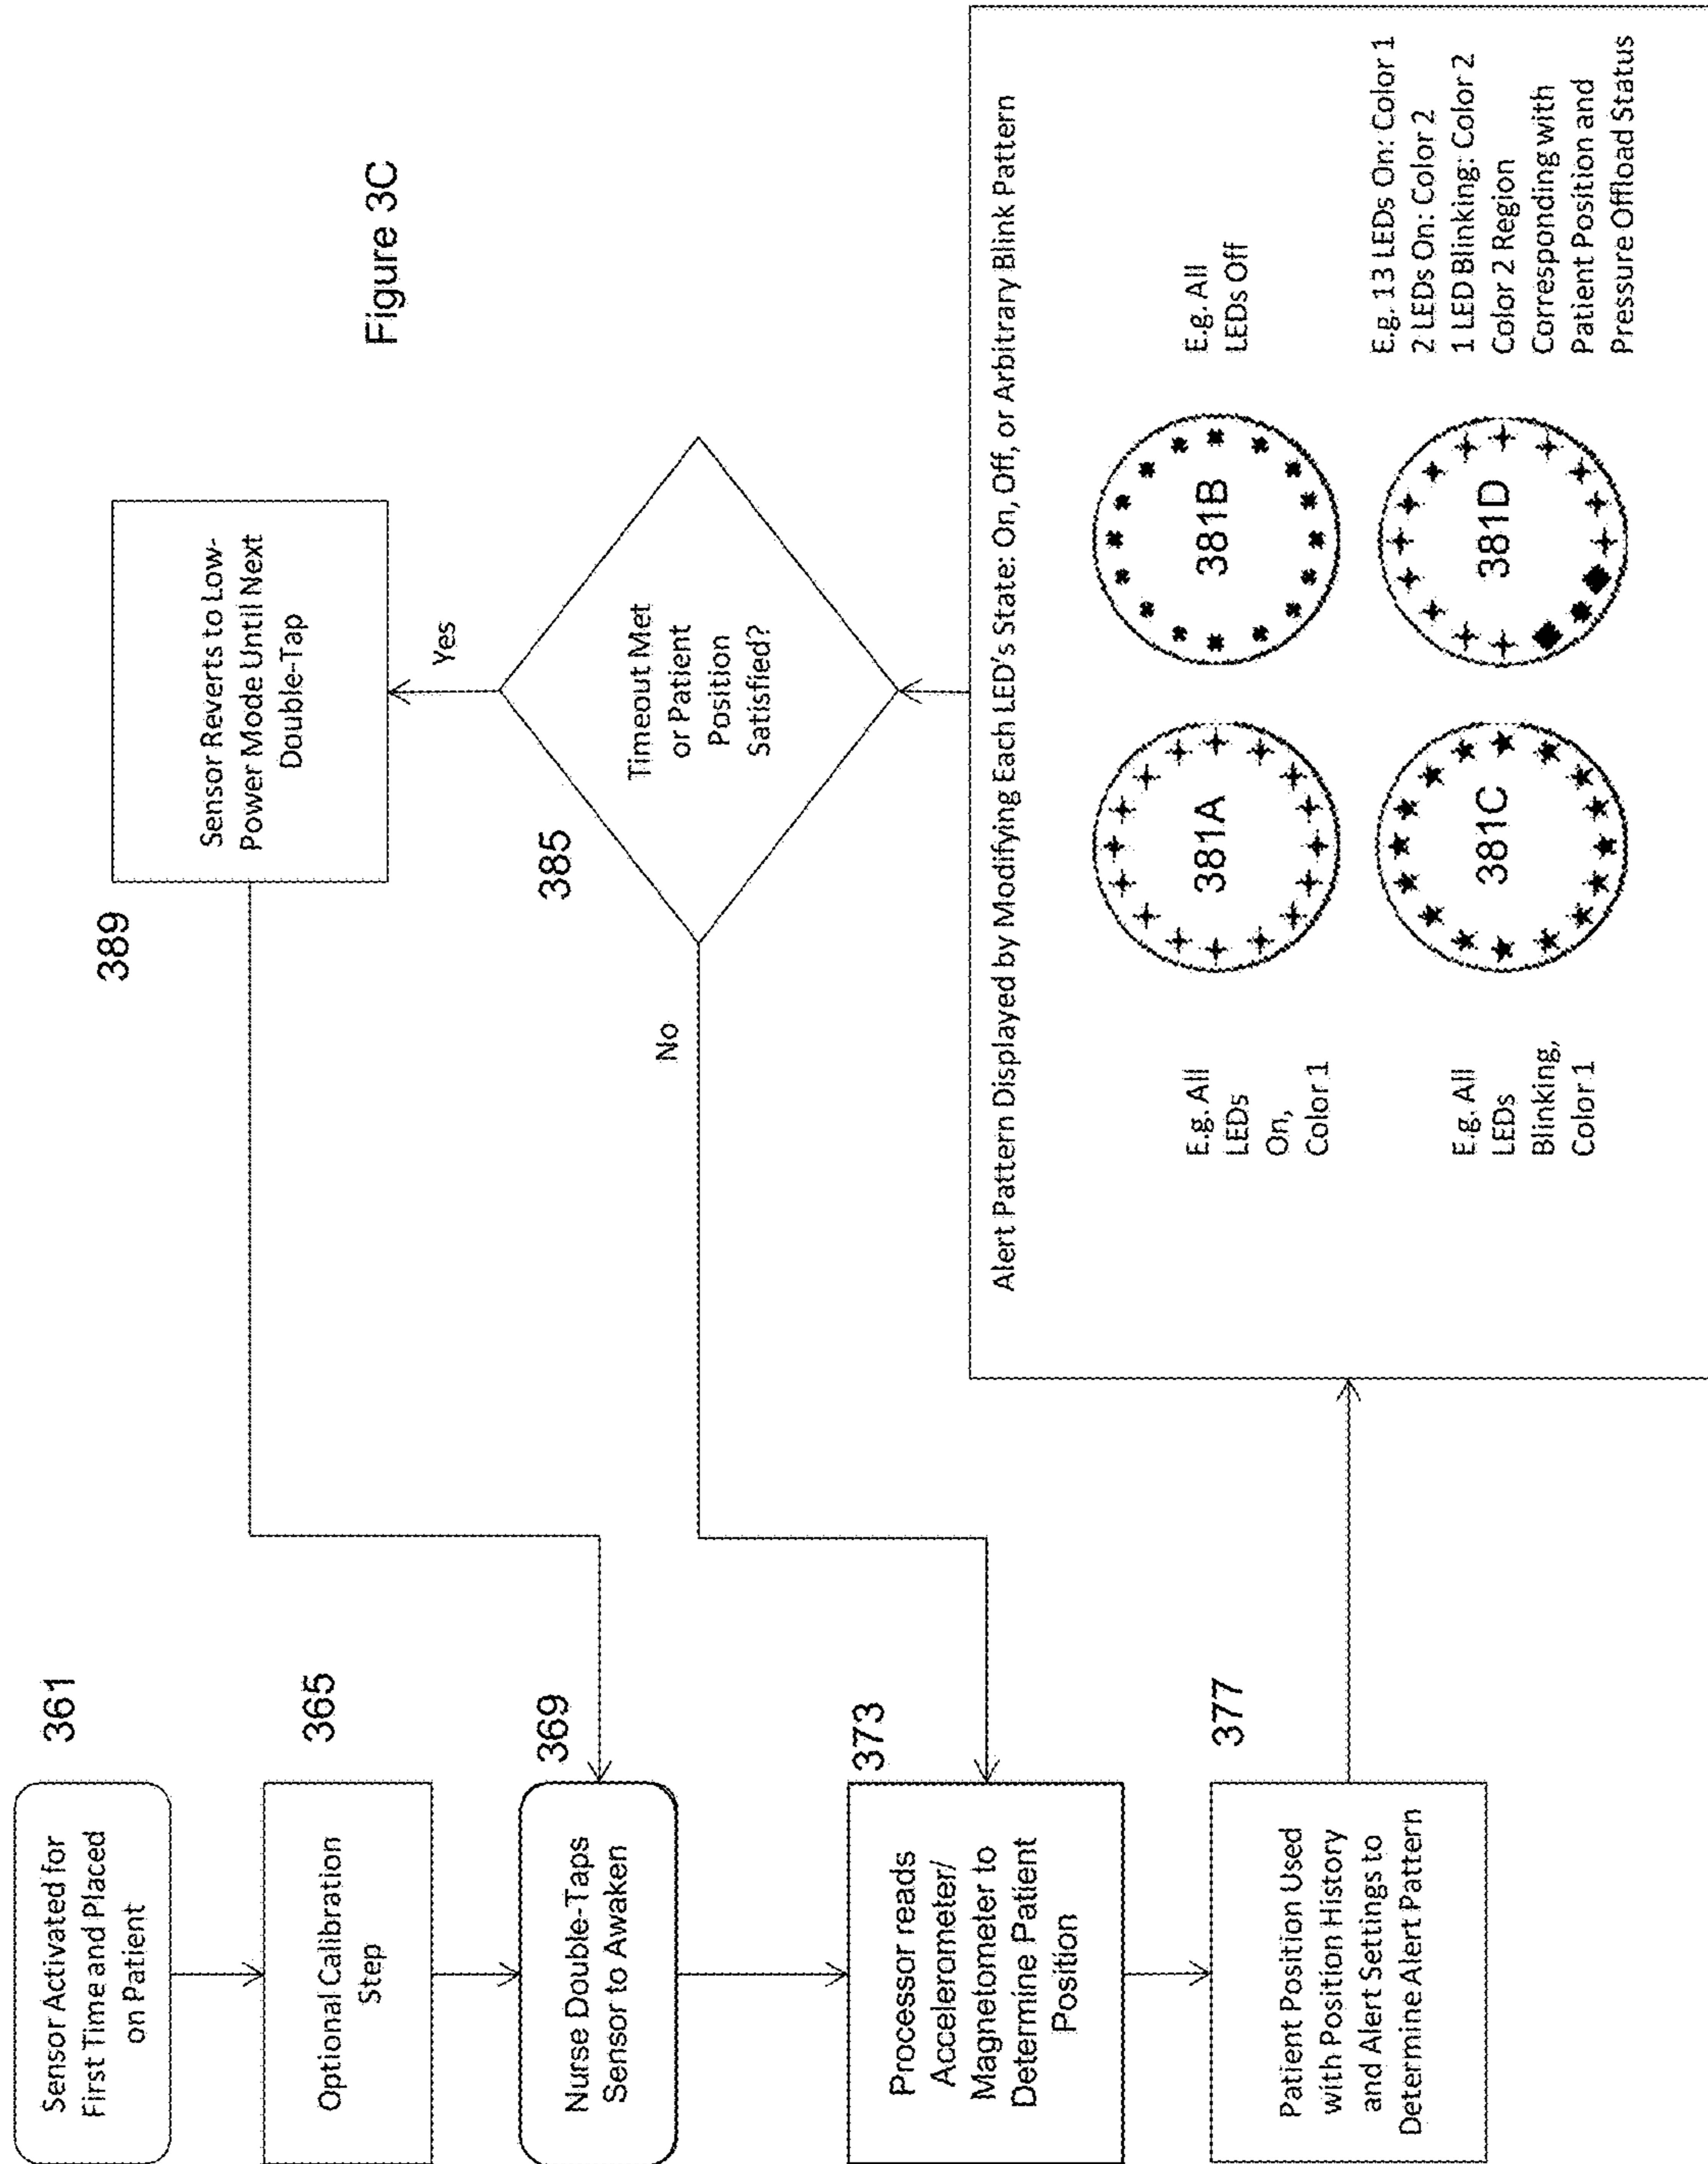 361
Sensor Activated for
First Time and Placed
on Patient
365
Optional Calibration
Step
369
Nurse Double-Taps
Sensor to Awaken
373
Processor reads
Accelerometer/
Magnetometer to
Determine Patient
Position
377
Patient Position Used
with Position History
and Alert Settings to
Determine Alert Pattern
389
Sensor Reverts to Low-
Power Mode Until Next
Double-Tap
Yes
385
Timeout Met
or Patient
Position
Satisfied?
No
Figure 3C
Alert Pattern Displayed by Modifying Each LED's State: On, Off, or Arbitrary Blink Pattern
E.g. All
LEDs
On,
Color 1
381A
381B
E.g. All
LEDs Off
E.g. All
LEDs
Blinking,
Color 1
381C
381D
E.g. 13 LEDs On: Color 1
2 LEDs On: Color 2
1 LED Blinking: Color 2
Color 2 Region
Corresponding with
Patient Position and
Pressure Offload Status